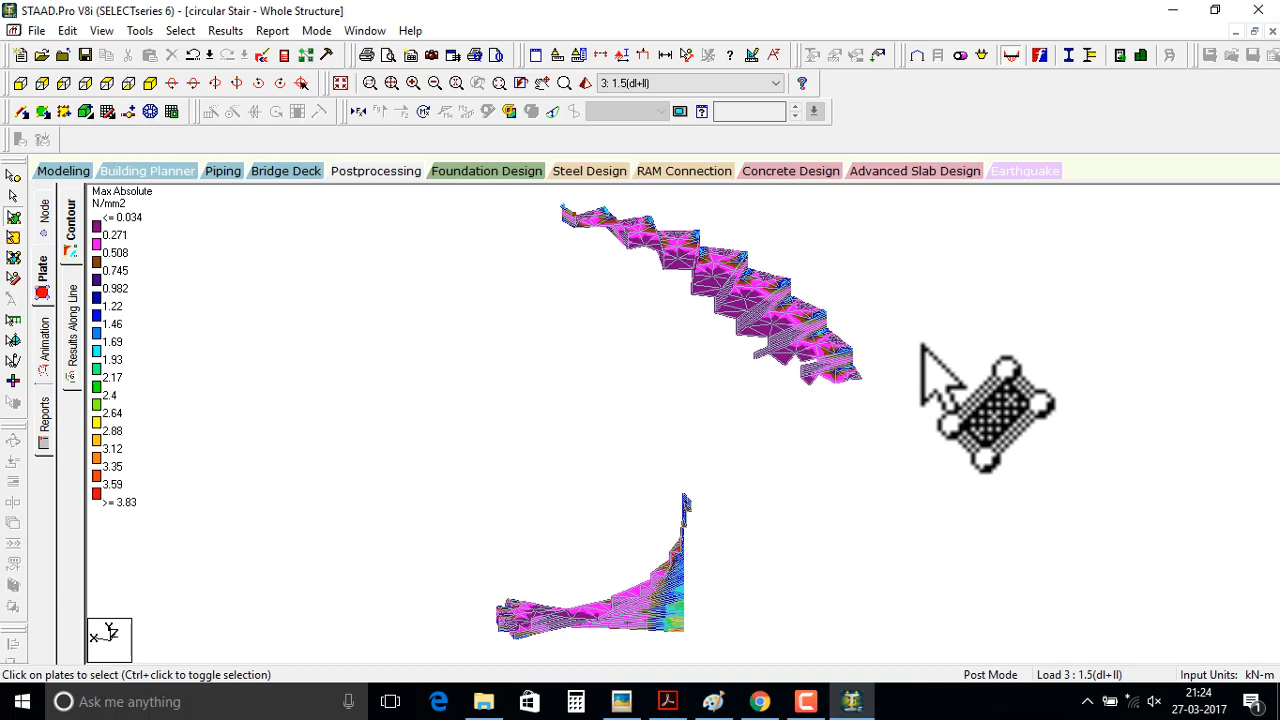 STAAD.Pro V8i (SELECTseries 6) - [circular Stair - Whole Structure]
File Edit View Tools Select Results Report Mode Window Help
3: 1.5(dl+ll)
Modeling Building Planner Piping Bridge Deck Postprocessing Foundation Design Steel Design RAM Connection Concrete Design Advanced Slab Design Earthquake
Node
Plate
Animation
Reports
Contour
Results Along Line
Max Absolute
N/mm2
<= 0.034
0.271
0.508
0.745
0.982
1.22
1.46
1.69
1.93
2.17
2.4
2.64
2.88
3.12
3.35
3.59
>= 3.83
Y
X Z
Click on plates to select (Ctrl+click to toggle selection) Post Mode Load 3 : 1.5(dl+ll) Input Units: kN-m
Ask me anything
21:24
27-03-2017